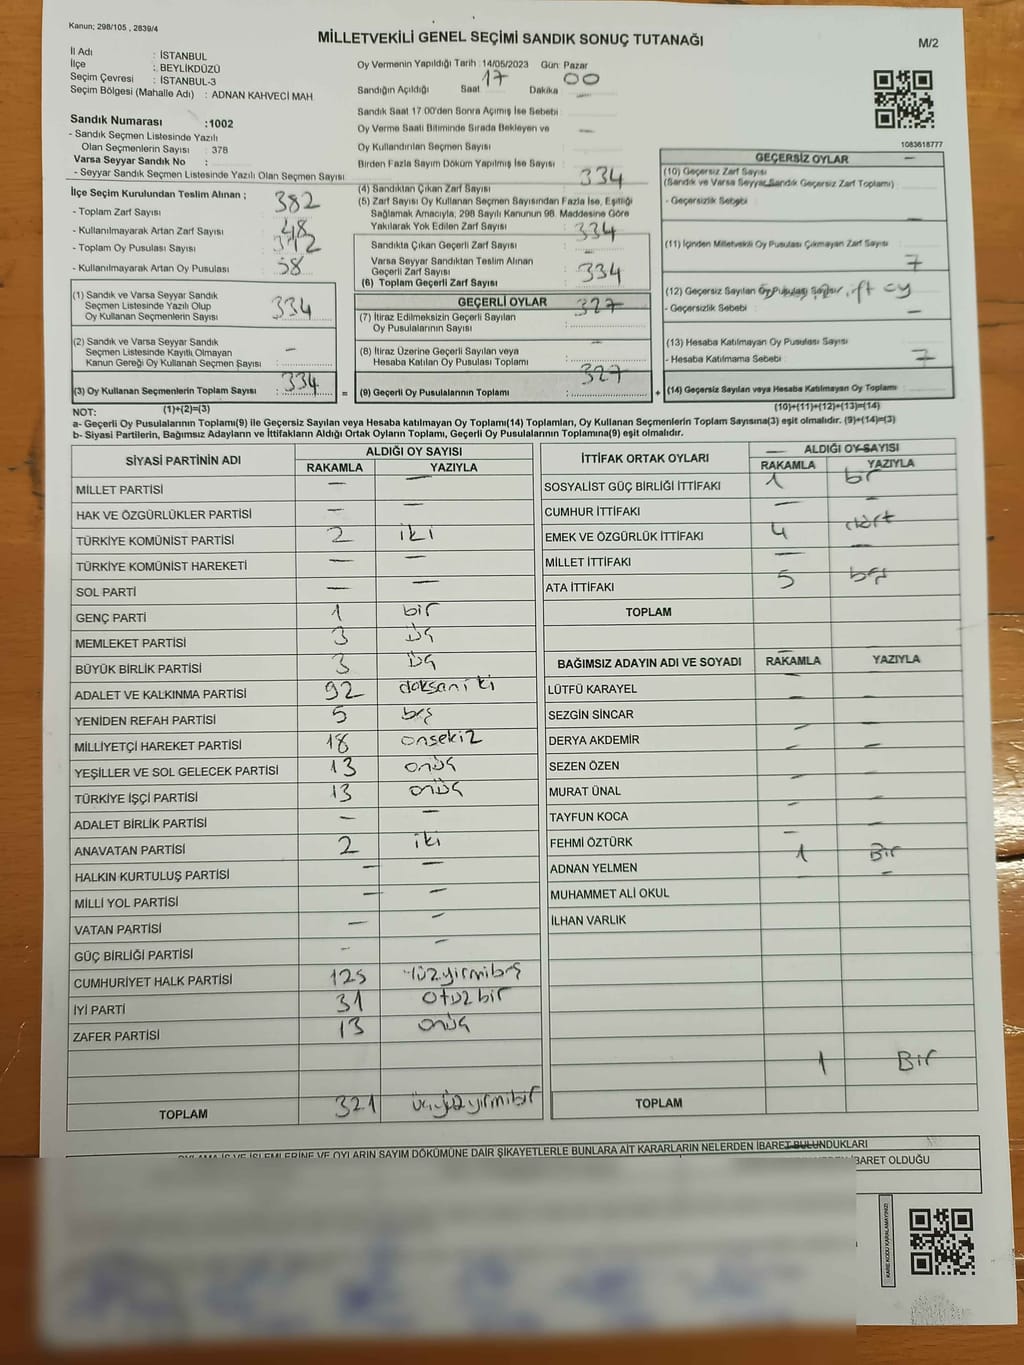 Kanun; 298/105 , 2839/4
MİLLETVEKİLİ GENEL SEÇİMİ SANDIK SONUÇ TUTANAĞI
M/2
İl Adı : İSTANBUL
İlçe : BEYLİKDÜZÜ
Seçim Çevresi : İSTANBUL-3
Seçim Bölgesi (Mahalle Adı) : ADNAN KAHVECİ MAH
Sandık Numarası :1002
- Sandık Seçmen Listesinde Yazılı
Olan Seçmenlerin Sayısı : 378
Varsa Seyyar Sandık No :
- Seyyar Sandık Seçmen Listesinde Yazılı Olan Seçmen Sayısı
Oy Vermenin Yapıldığı Tarih : 14/05/2023 Gün: Pazar
Sandığın Açıldığı Saat 17 Dakika 00
Sandık Saat 17 00'den Sonra Açımış İse Sebebi :
Oy Verme Saati Bitiminde Sırada Bekleyen ve —
Oy Kullandırılan Seçmen Sayısı :
Birden Fazla Sayım Döküm Yapılmış İse Sayısı
1083618777
İlçe Seçim Kurulundan Teslim Alınan ;
- Toplam Zarf Sayısı : 382
- Kullanılmayarak Artan Zarf Sayısı : 48
- Toplam Oy Pusulası Sayısı :
- Kullanılmayarak Artan Oy Pusulası : 58
(1) Sandık ve Varsa Seyyar Sandık
Seçmen Listesinde Yazılı Olup
Oy Kullanan Seçmenlerin Sayısı : 334
(2) Sandık ve Varsa Seyyar Sandık
Seçmen Listesinde Kayıtlı Olmayan
Kanun Gereği Oy Kullanan Seçmen Sayısı : —
(3) Oy Kullanan Seçmenlerin Toplam Sayısı : 334 =
(4) Sandıktan Çıkan Zarf Sayısı 334
(5) Zarf Sayısı Oy Kullanan Seçmen Sayısından Fazla İse, Eşitliği
Sağlamak Amacıyla, 298 Sayılı Kanunun 98. Maddesine Göre
Yakılarak Yok Edilen Zarf Sayısı :
Sandıkta Çıkan Geçerli Zarf Sayısı : 334
Varsa Seyyar Sandıktan Teslim Alınan —
Geçerli Zarf Sayısı
(6) Toplam Geçerli Zarf Sayısı : 334
GEÇERLİ OYLAR
(7) İtiraz Edilmeksizin Geçerli Sayılan 327
Oy Pusulalarının Sayısı :
(8) İtiraz Üzerine Geçerli Sayılan veya —
Hesaba Katılan Oy Pusulası Toplamı :
(9) Geçerli Oy Pusulalarının Toplamı : 327 +
GEÇERSİZ OYLAR
(10) Geçersiz Zarf Sayısı —
(Sandık ve Varsa Seyyar Sandık Geçersiz Zarf Toplamı) :
- Geçersizlik Sebebi :
(11) İçinden Milletvekili Oy Pusulası Çıkmayan Zarf Sayısı : —
(12) Geçersiz Sayılan Oy Pusulası Sayısı : 7
- Geçersizlik Sebebi :
(13) Hesaba Katılmayan Oy Pusulası Sayısı : —
- Hesaba Katılmama Sebebi :
(14) Geçersiz Sayılan veya Hesaba Katılmayan Oy Toplamı : 7
NOT: (1)+(2)=(3) (10)+(11)+(12)+(13)=(14)
a- Geçerli Oy Pusulalarının Toplamı(9) İle Geçersiz Sayılan veya Hesaba katılmayan Oy Toplamı(14) Toplamları, Oy Kullanan Seçmenlerin Toplam Sayısına(3) eşit olmalıdır. (9)+(14)=(3)
b- Siyasi Partilerin, Bağımsız Adayların ve İttifakların Aldığı Ortak Oyların Toplamı, Geçerli Oy Pusulalarının Toplamına(9) eşit olmalıdır.
SİYASİ PARTİNİN ADI ALDIĞI OY SAYISI
RAKAMLA YAZIYLA
MİLLET PARTİSİ — —
HAK VE ÖZGÜRLÜKLER PARTİSİ — —
TÜRKİYE KOMÜNİST PARTİSİ 2 iki
TÜRKİYE KOMÜNİST HAREKETİ — —
SOL PARTİ — —
GENÇ PARTİ 1 bir
MEMLEKET PARTİSİ 3 üç
BÜYÜK BİRLİK PARTİSİ 3 üç
ADALET VE KALKINMA PARTİSİ 92 doksan iki
YENİDEN REFAH PARTİSİ 5 beş
MİLLİYETÇİ HAREKET PARTİSİ 18 onsekiz
YEŞİLLER VE SOL GELECEK PARTİSİ 13 onüç
TÜRKİYE İŞÇİ PARTİSİ 13 onüç
ADALET BİRLİK PARTİSİ — —
ANAVATAN PARTİSİ 2 iki
HALKIN KURTULUŞ PARTİSİ — —
MİLLİ YOL PARTİSİ — —
VATAN PARTİSİ — —
GÜÇ BİRLİĞİ PARTİSİ — —
CUMHURİYET HALK PARTİSİ 125 Yüzyirmibeş
İYİ PARTİ 31 otuzbir
ZAFER PARTİSİ 13 onüç
TOPLAM 321 üçyüzyirmibir
İTTİFAK ORTAK OYLARI ALDIĞI OY SAYISI
RAKAMLA YAZIYLA
— —
SOSYALİST GÜÇ BİRLİĞİ İTTİFAKI 1 bir
CUMHUR İTTİFAKI — —
EMEK VE ÖZGÜRLÜK İTTİFAKI 4 dört
MİLLET İTTİFAKI — —
ATA İTTİFAKI 5 beş
TOPLAM
BAĞIMSIZ ADAYIN ADI VE SOYADI RAKAMLA YAZIYLA
LÜTFÜ KARAYEL — —
SEZGİN SİNCAR — —
DERYA AKDEMİR — —
SEZEN ÖZEN — —
MURAT ÜNAL — —
TAYFUN KOCA — —
FEHMİ ÖZTÜRK — —
ADNAN YELMEN 1 Bir
MUHAMMET ALİ OKUL —
İLHAN VARLIK
1 Bir
TOPLAM
OYLAMA İŞ VE İŞLEMLERİNE VE OYLARIN SAYIM DÖKÜMÜNE DAİR ŞİKAYETLERLE BUNLARA AİT KARARLARIN NELERDEN İBARET BULUNDUKLARI
İBARET OLDUĞU
KARE KODU KARALAMAYINIZ!